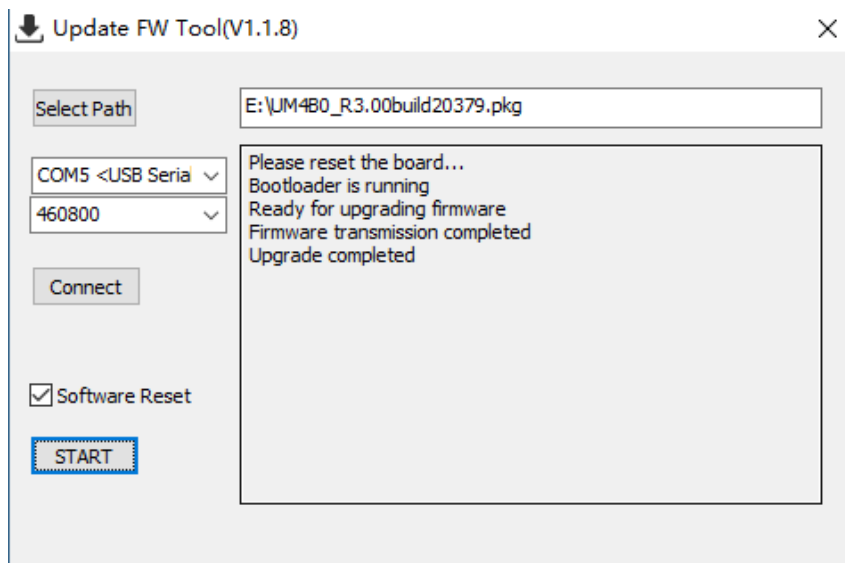 Update FW Tool(V1.1.8)
Select Path
E:\UM4B0_R3.00build20379.pkg
COM5 <USB Seria
460800
Connect
Software Reset
START
Please reset the board...
Bootloader is running
Ready for upgrading firmware
Firmware transmission completed
Upgrade completed